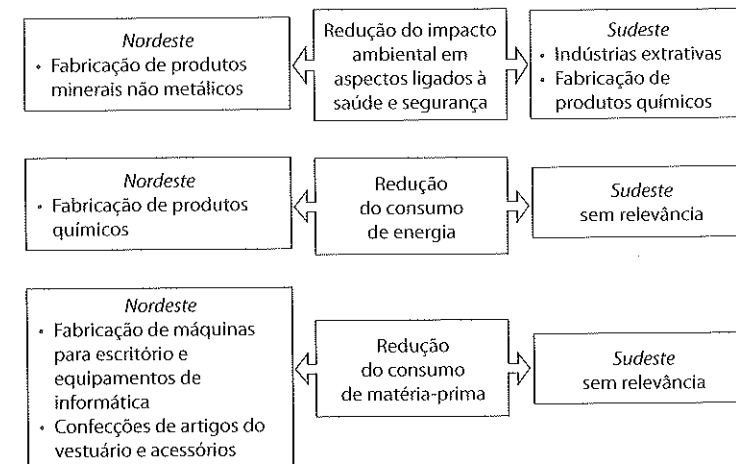 Nordeste
• Fabricação de produtos
minerais não metálicos
Redução do impacto
ambiental em
aspectos ligados à
saúde e segurança
Sudeste
• Indústrias extrativas
• Fabricação de
produtos químicos
Nordeste
• Fabricação de produtos
químicos
Redução
do consumo
de energia
Sudeste
sem relevância
Nordeste
• Fabricação de máquinas
para escritório e
equipamentos de
informática
• Confecções de artigos do
vestuário e acessórios
Redução
do consumo
de matéria-prima
Sudeste
sem relevância